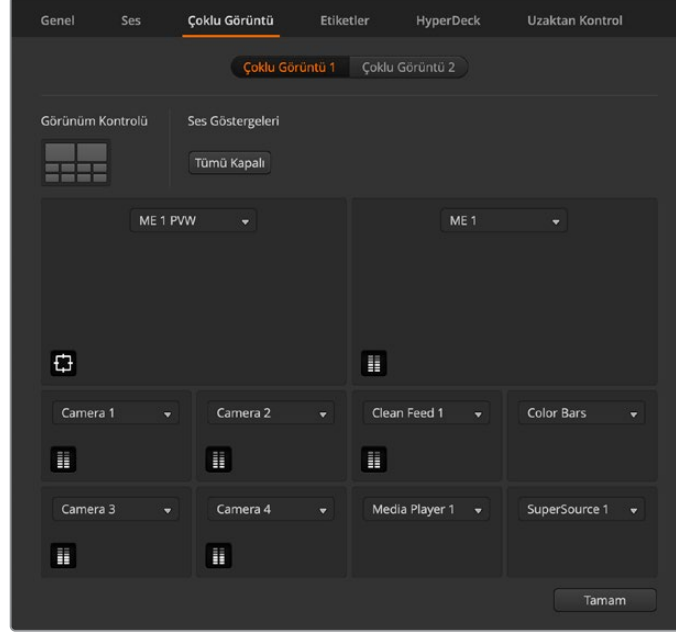 Genel Ses Çoklu Görüntü Etiketler HyperDeck Uzaktan Kontrol
Çoklu Görüntü 1 Çoklu Görüntü 2
Görünüm Kontrolü Ses Göstergeleri
Tümü Kapalı
ME 1 PVW ME 1
Camera 1 Camera 2 Clean Feed 1 Color Bars
Camera 3 Camera 4 Media Player 1 SuperSource 1
Tamam